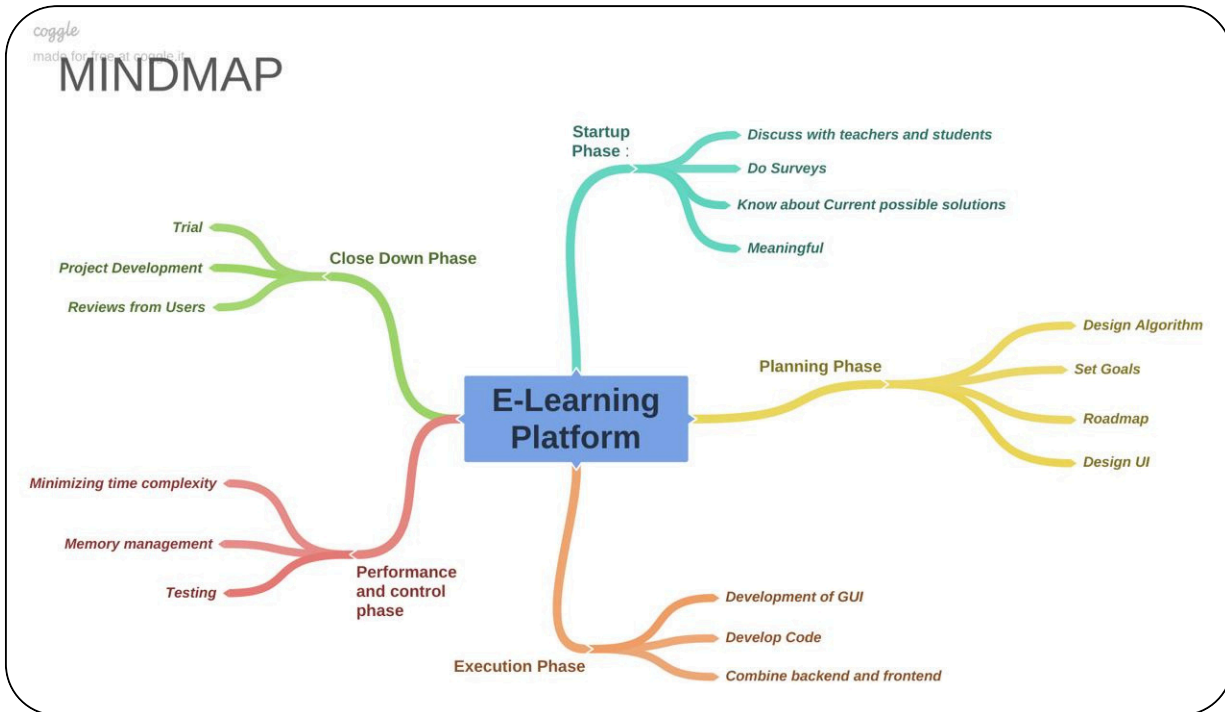 coggle
made for free at coggle.it
MINDMAP
Startup
Phase :
Discuss with teachers and students
Do Surveys
Know about Current possible solutions
Meaningful
Close Down Phase
Trial
Project Development
Reviews from Users
Planning Phase
Design Algorithm
Set Goals
Roadmap
Design UI
E-Learning
Platform
Minimizing time complexity
Memory management
Testing
Performance
and control
phase
Execution Phase
Development of GUI
Develop Code
Combine backend and frontend